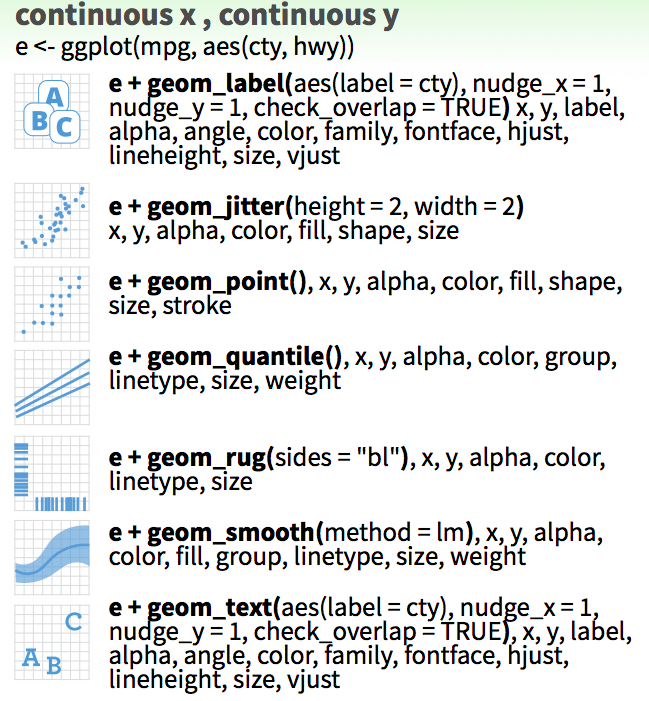 continuous x , continuous y
e <- ggplot(mpg, aes(cty, hwy))
A
B C
e + geom_label(aes(label = cty), nudge_x = 1,
nudge_y = 1, check_overlap = TRUE) x, y, label,
alpha, angle, color, family, fontface, hjust,
lineheight, size, vjust
e + geom_jitter(height = 2, width = 2)
x, y, alpha, color, fill, shape, size
e + geom_point(), x, y, alpha, color, fill, shape,
size, stroke
e + geom_quantile(), x, y, alpha, color, group,
linetype, size, weight
e + geom_rug(sides = "bl"), x, y, alpha, color,
linetype, size
e + geom_smooth(method = lm), x, y, alpha,
color, fill, group, linetype, size, weight
C
A B
e + geom_text(aes(label = cty), nudge_x = 1,
nudge_y = 1, check_overlap = TRUE), x, y, label,
alpha, angle, color, family, fontface, hjust,
lineheight, size, vjust